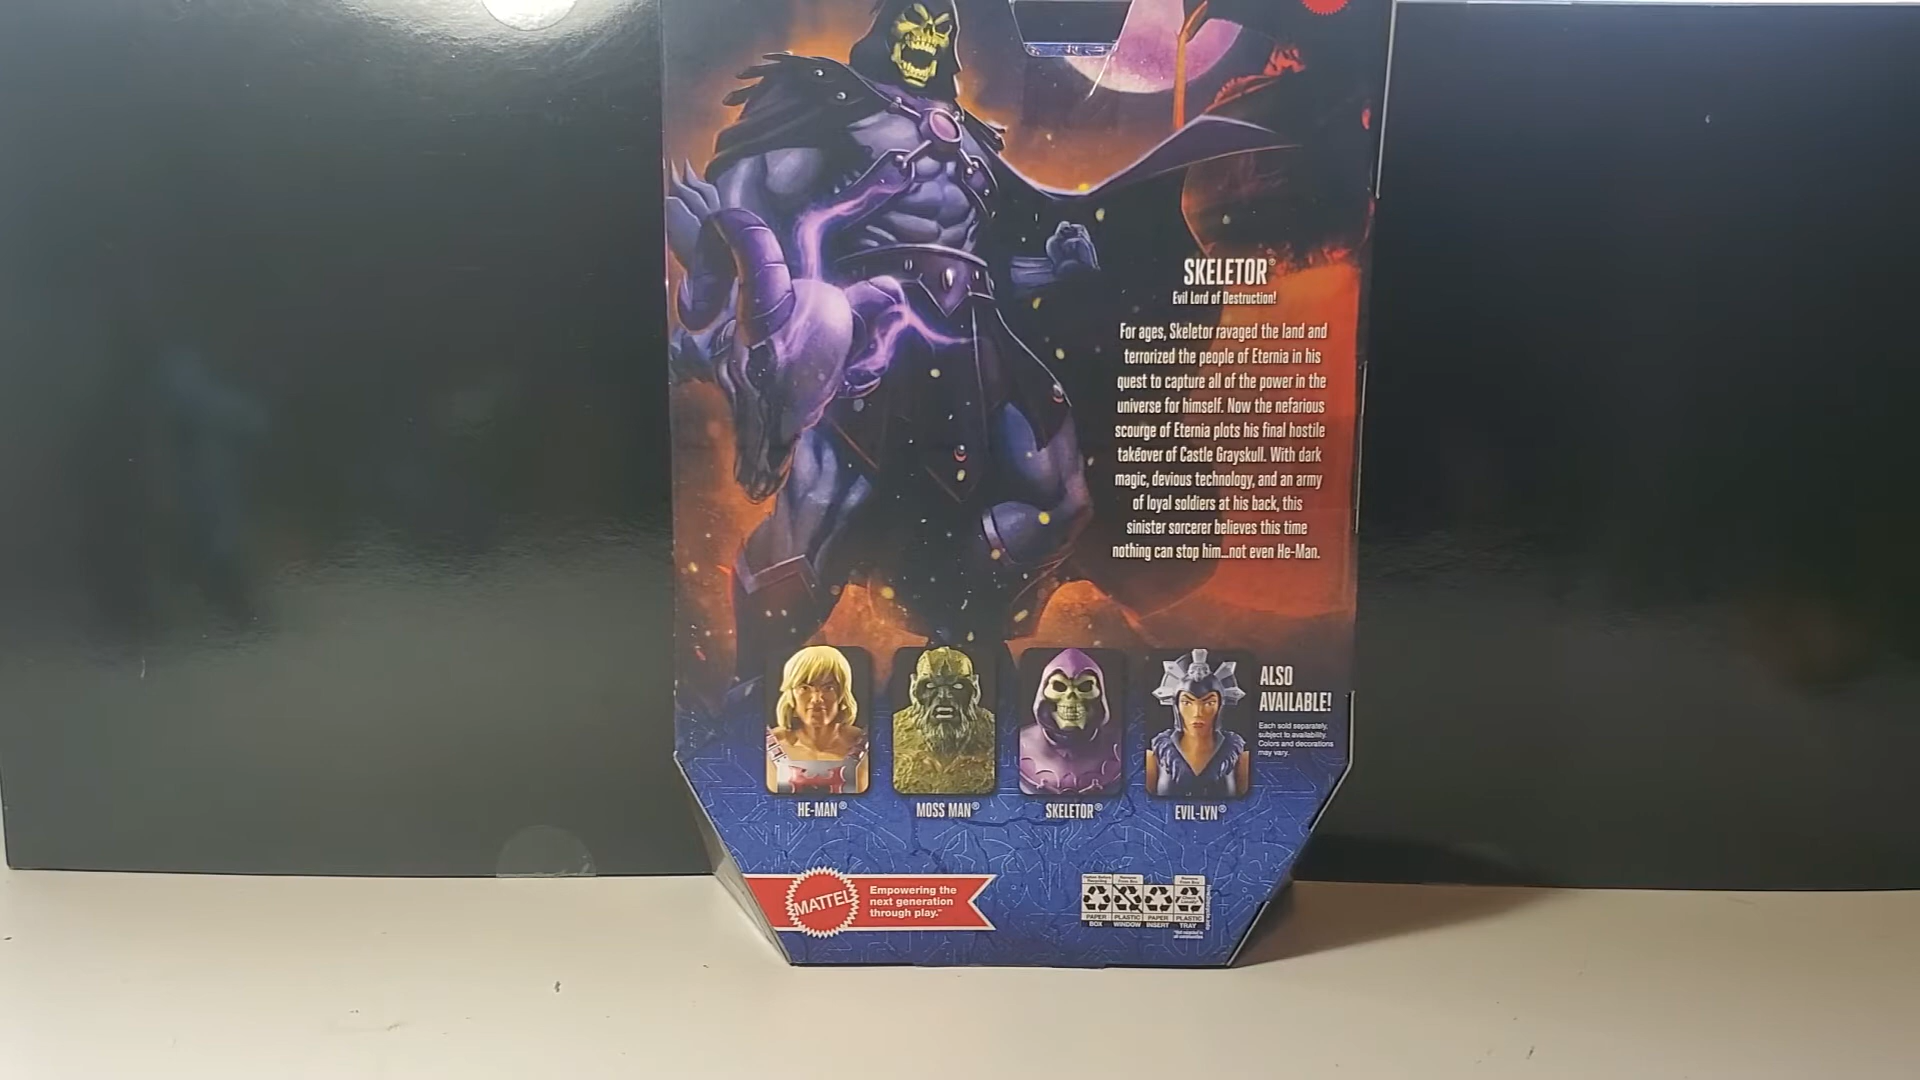 SKELETOR®
Evil Lord of Destruction!
For ages, Skeletor ravaged the land and
terrorized the people of Eternia in his
quest to capture all of the power in the
universe for himself. Now the nefarious
scourge of Eternia plots his final hostile
takeover of Castle Grayskull. With dark
magic, devious technology, and an army
of loyal soldiers at his back, this
sinister sorcerer believes this time
nothing can stop him...not even He-Man.
ALSO
AVAILABLE!
Each sold separately,
subject to availability.
Colors and decorations
may vary.
HE-MAN®
MOSS MAN®
SKELETOR®
EVIL-LYN®
MATTEL
Empowering the
next generation
through play.™
PAPER PLASTIC PAPER PLASTIC
BOX WINDOW INSERT TRAY